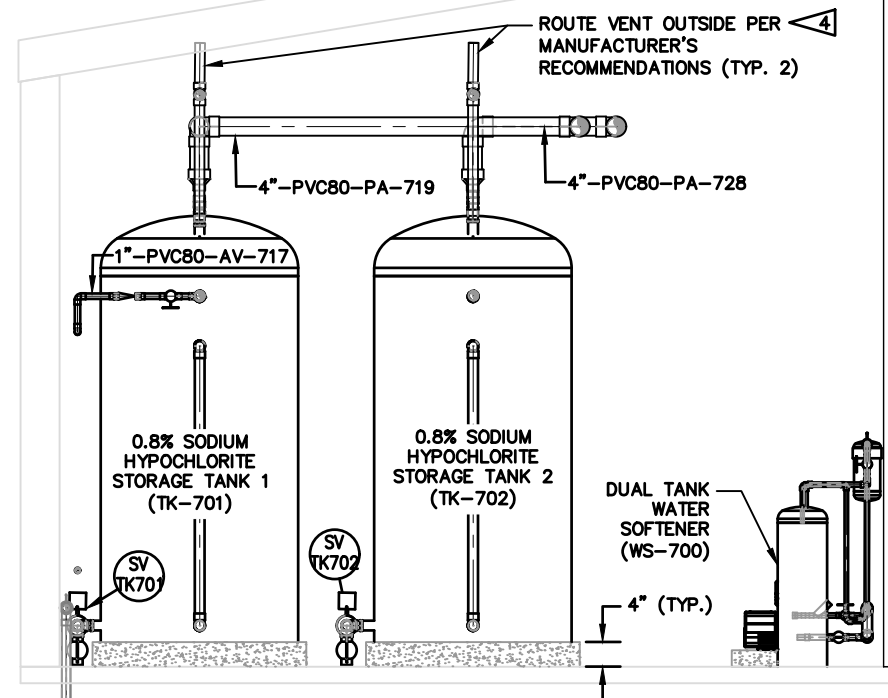 ROUTE VENT OUTSIDE PER 4
MANUFACTURER'S
RECOMMENDATIONS (TYP. 2)
4"-PVC80-PA-719
4"-PVC80-PA-728
1"-PVC80-AV-717
0.8% SODIUM
HYPOCHLORITE
STORAGE TANK 1
(TK-701)
0.8% SODIUM
HYPOCHLORITE
STORAGE TANK 2
(TK-702)
DUAL TANK
WATER
SOFTENER
(WS-700)
SV
TK701
SV
TK702
4" (TYP.)